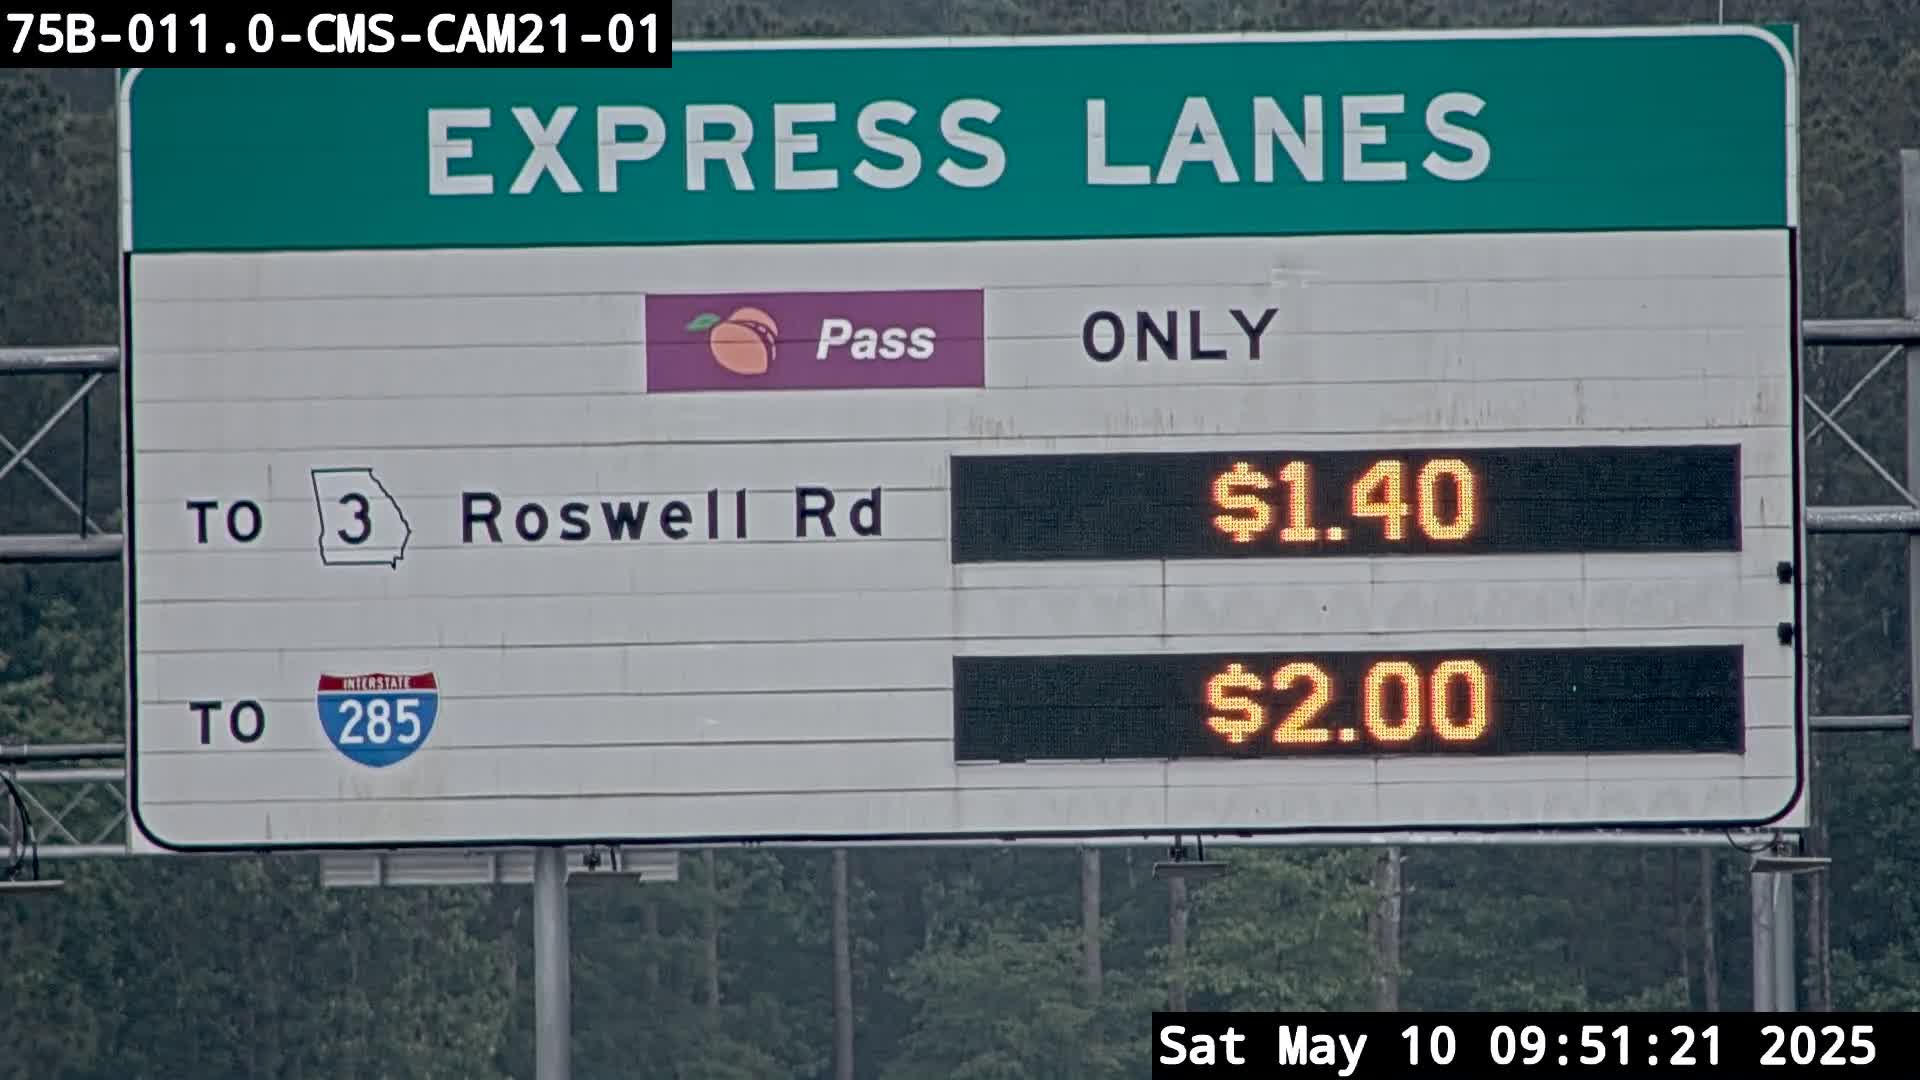 75B-011.0-CMS-CAM21-01
EXPRESS LANES
Pass ONLY
TO 3 Roswell Rd $1.40
TO INTERSTATE 285 $2.00
Sat May 10 09:51:21 2025